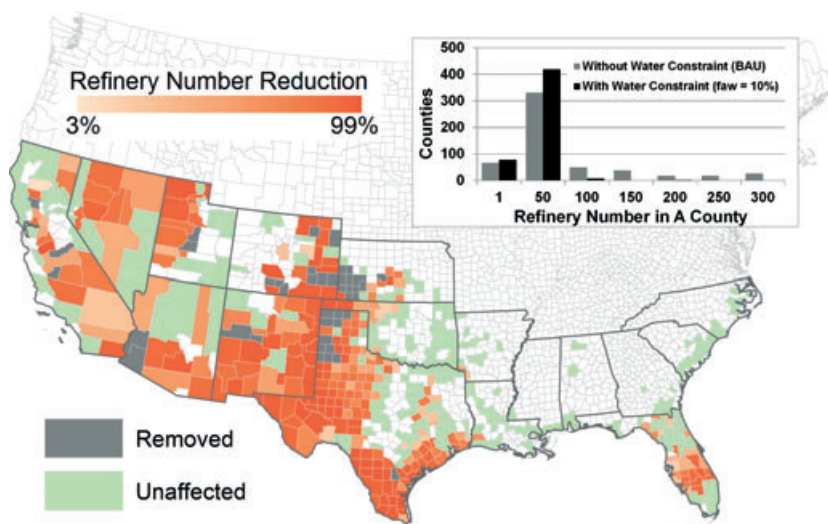 Refinery Number Reduction
3% 99%
Removed
Unaffected
500
400
300
200
100
0
Counties
Without Water Constraint (BAU)
With Water Constraint (faw = 10%)
1 50 100 150 200 250 300
Refinery Number in A County